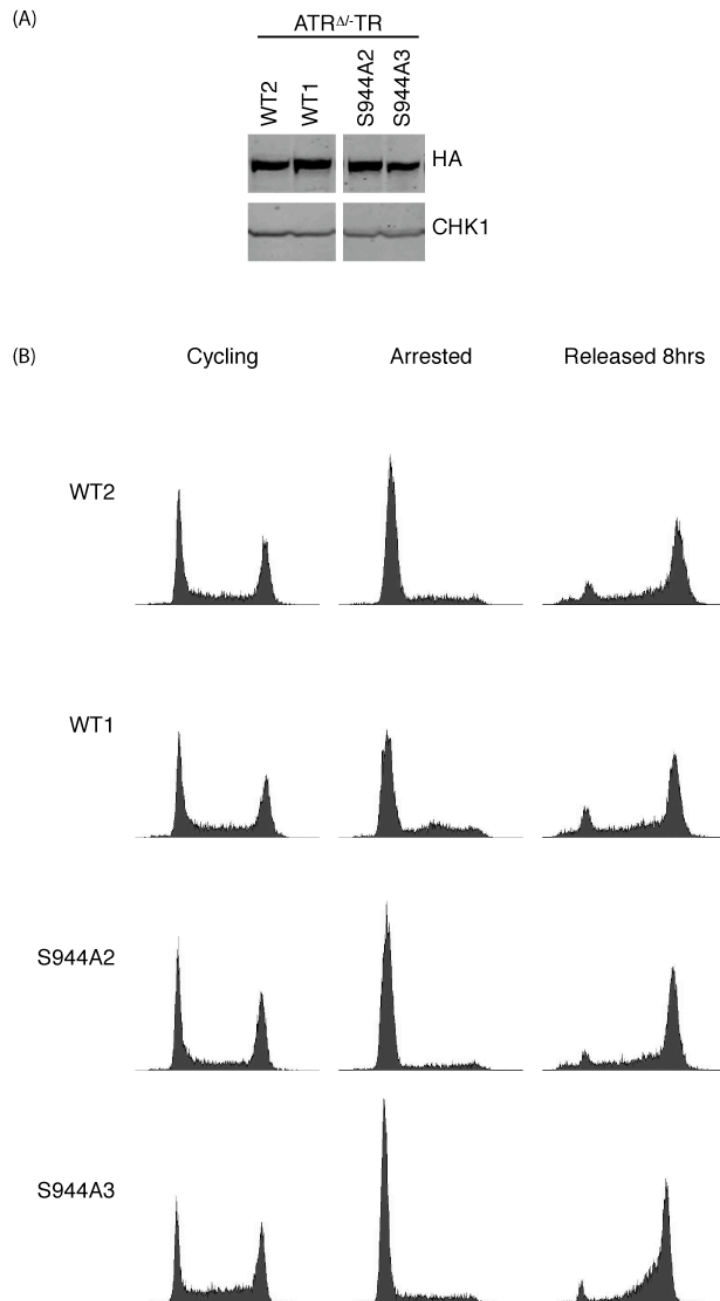 (A)
ATRΔ/-TR
WT2
WT1
S944A2
S944A3
HA
CHK1
(B)
Cycling
Arrested
Released 8hrs
WT2
WT1
S944A2
S944A3